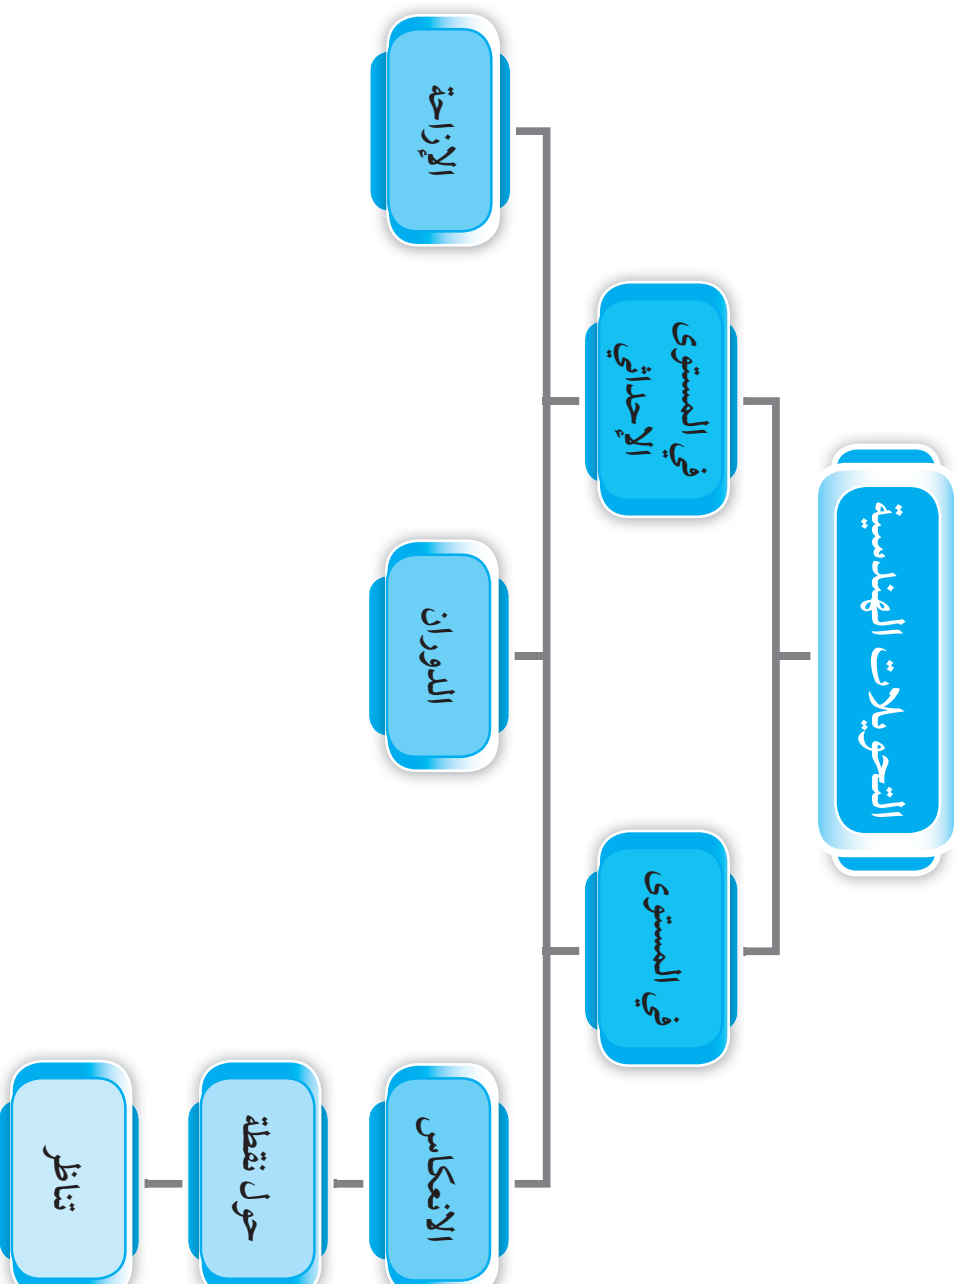 التحويلات الهندسية
في المستوى
في المستوى
الإحداثي
الانعكاس
الدوران
الإزاحة
حول نقطة
تناظر